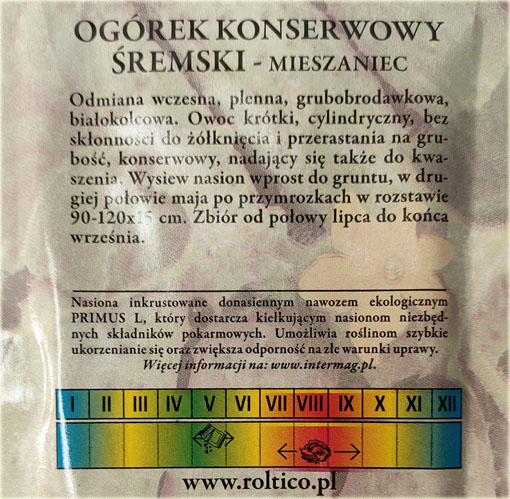 OGÓREK KONSERWOWY
ŚREMSKI - MIESZANIEC
Odmiana wczesna, plenna, grubobrodawkowa,
białokolcowa. Owoc krótki, cylindryczny, bez
skłonności do żółknięcia i przerastania na gru-
bość, konserwowy, nadający się także do kwa-
szenia. Wysiew nasion wprost do gruntu, w dru-
giej połowie maja po przymrozkach w rozstawie
90-120x15 cm. Zbiór od połowy lipca do końca
września.
Nasiona inkrustowane donasiennym nawozem ekologicznym
PRIMUS L, który dostarcza kiełkującym nasionom niezbęd-
nych składników pokarmowych. Umożliwia roślinom szybkie
ukorzenianie się oraz zwiększa odporność na złe warunki uprawy.
Więcej informacji na: www.intermag.pl.
I II III IV V VI VII VIII IX X XI XII
www.roltico.pl